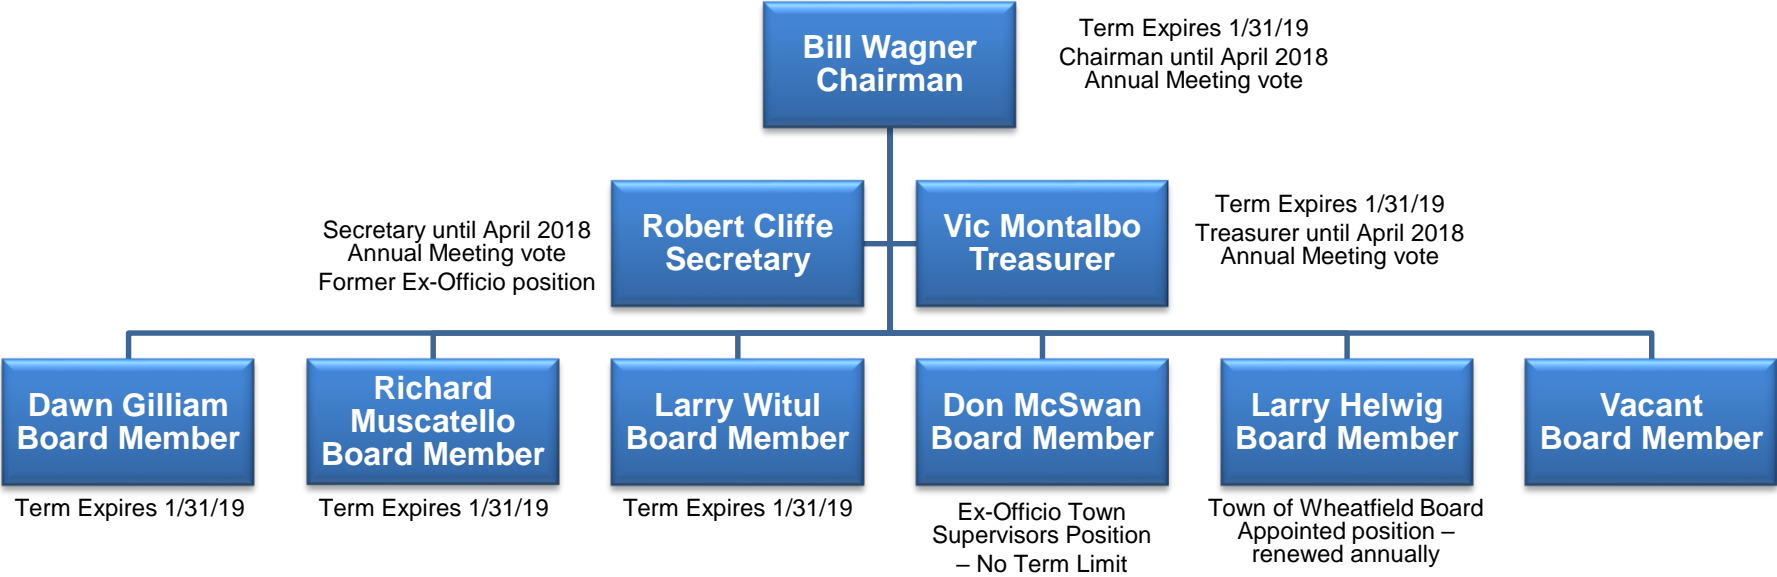 Bill Wagner
Chairman
Term Expires 1/31/19
Chairman until April 2018
Annual Meeting vote
Secretary until April 2018
Annual Meeting vote
Former Ex-Officio position
Robert Cliffe
Secretary
Vic Montalbo
Treasurer
Term Expires 1/31/19
Treasurer until April 2018
Annual Meeting vote
Dawn Gilliam
Board Member
Term Expires 1/31/19
Richard
Muscatello
Board Member
Term Expires 1/31/19
Larry Witul
Board Member
Term Expires 1/31/19
Don McSwan
Board Member
Ex-Officio Town
Supervisors Position
– No Term Limit
Larry Helwig
Board Member
Town of Wheatfield Board
Appointed position –
renewed annually
Vacant
Board Member